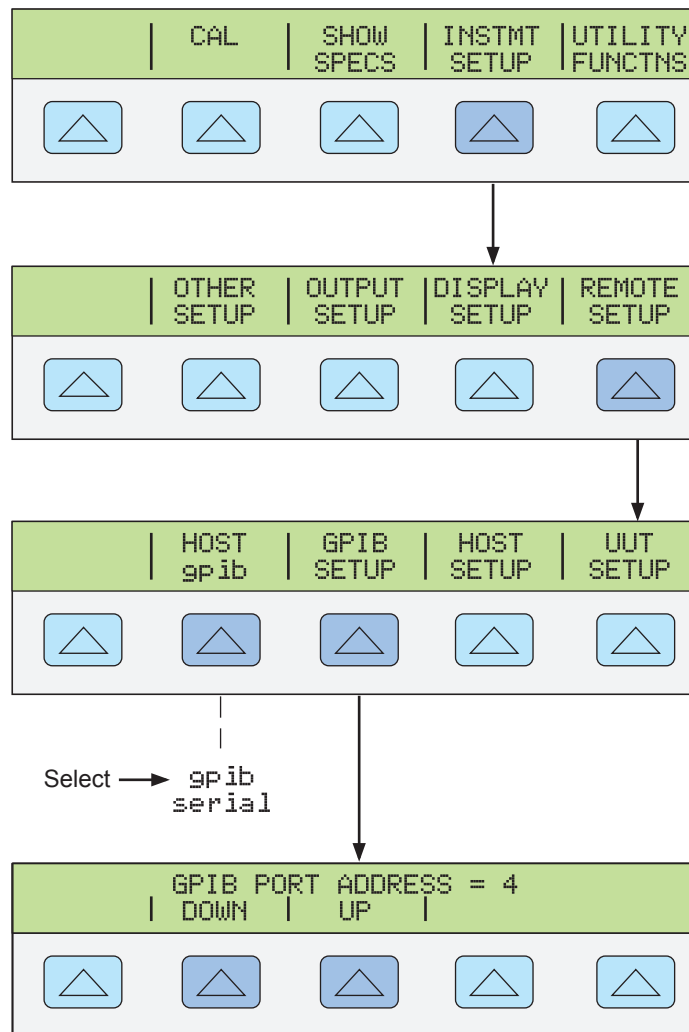 CAL | SHOW | INSTMT | UTILITY
SPECS SETUP FUNCTNS
OTHER | OUTPUT | DISPLAY | REMOTE
SETUP SETUP SETUP SETUP
HOST | GPIB | HOST | UUT
gpib SETUP SETUP SETUP
Select gpib
serial
GPIB PORT ADDRESS = 4
| DOWN | UP |